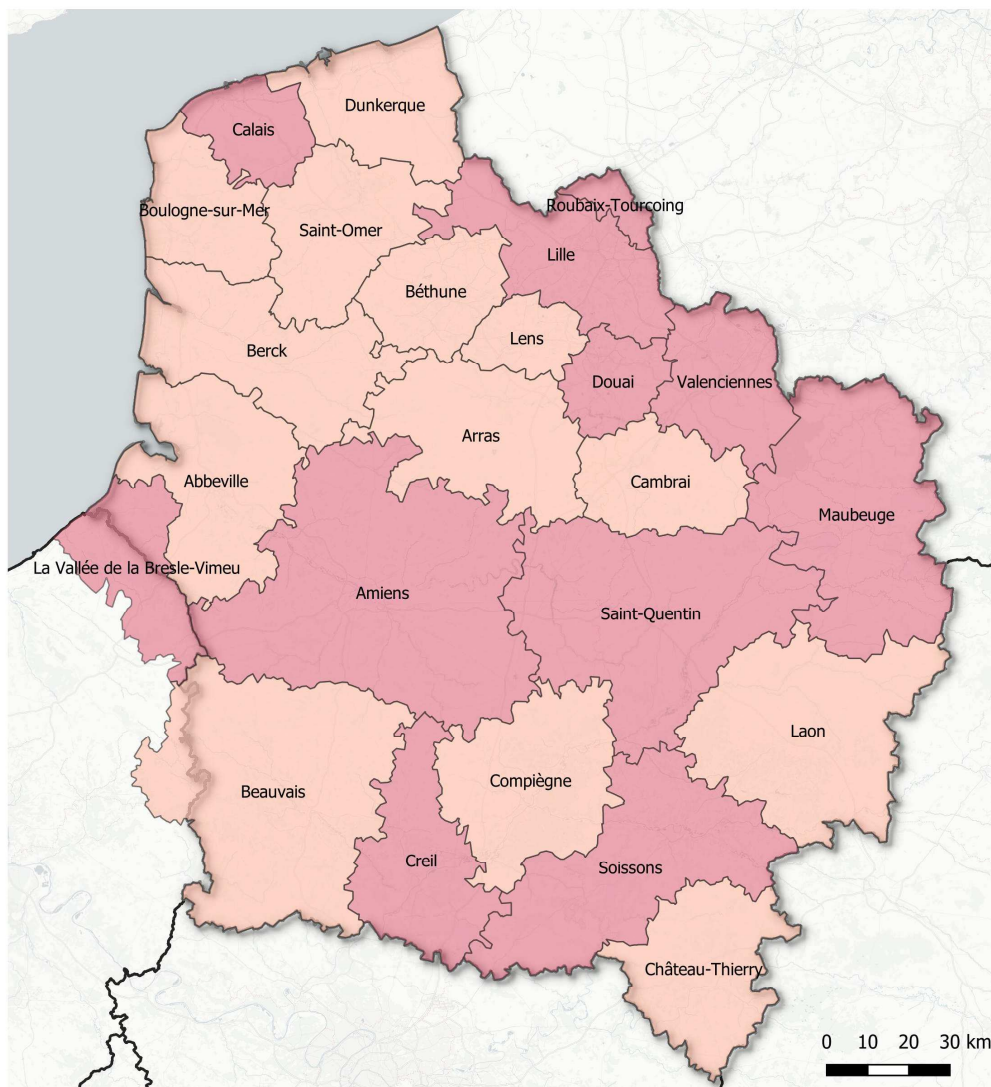 Dunkerque
Calais
Boulogne-sur-Mer
Roubaix-Tourcoing
Saint-Omer
Lille
Béthune
Lens
Berck
Douai
Valenciennes
Arras
Abbeville
Cambrai
Maubeuge
La Vallée de la Bresle-Vimeu
Amiens
Saint-Quentin
Laon
Compiègne
Beauvais
Creil
Soissons
Château-Thierry
0 10 20 30 km